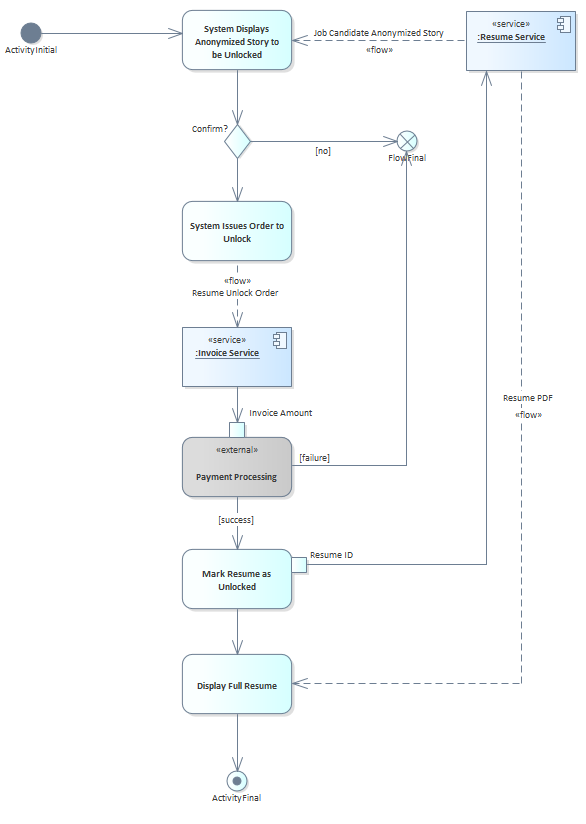 ActivityInitial
System Displays
Anonymized Story to
be Unlocked
Job Candidate Anonymized Story
«flow»
«service»
:Resume Service
Confirm?
[no]
FlowFinal
System Issues Order to
Unlock
«flow»
Resume Unlock Order
«service»
:Invoice Service
Resume PDF
«flow»
Invoice Amount
«external»
Payment Processing
[failure]
[success]
Mark Resume as
Unlocked
Resume ID
Display Full Resume
ActivityFinal